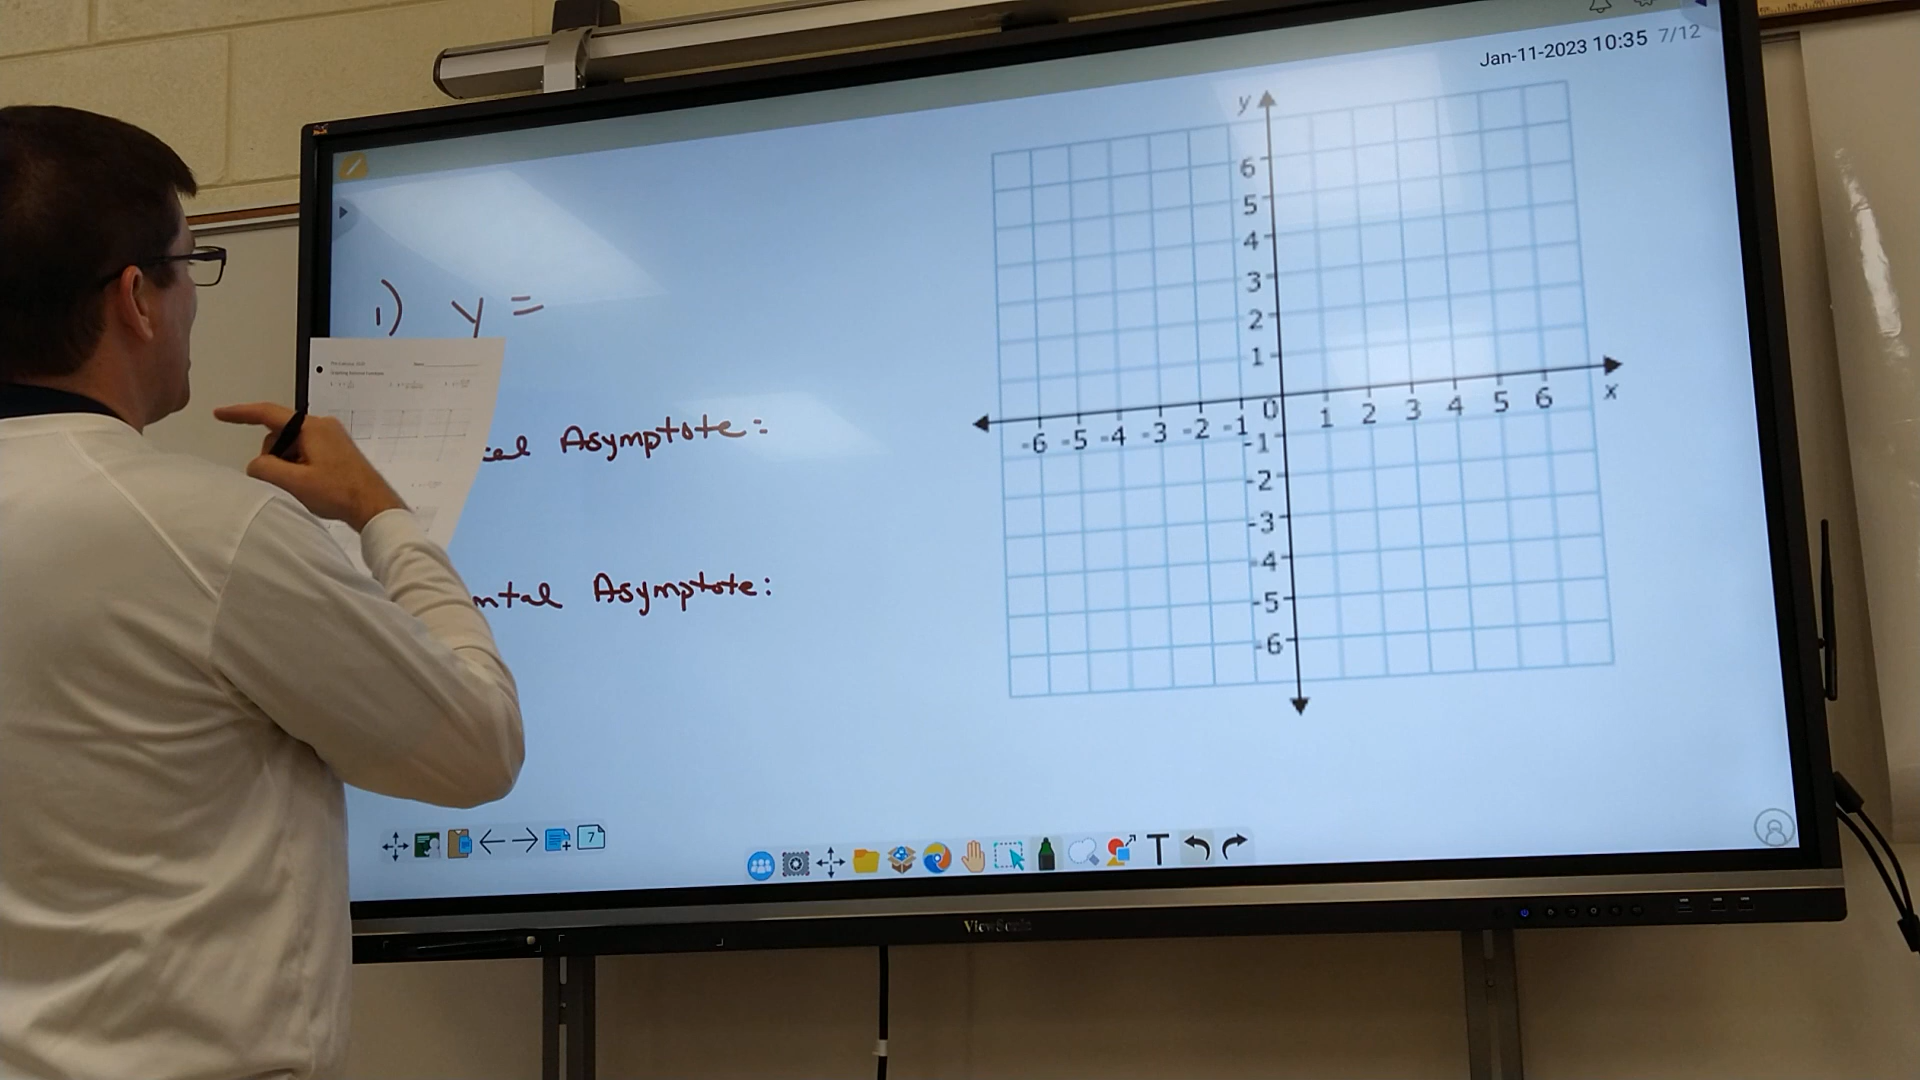 Jan-11-2023 10:35 7/12
1) y =
Asymptote:
Asymptote:
y
6
5
4
3
2
1
-6 -5 -4 -3 -2 -1 0 1 2 3 4 5 6 x
-1
-2
-3
-4
-5
-6
7
T
ViewSonic